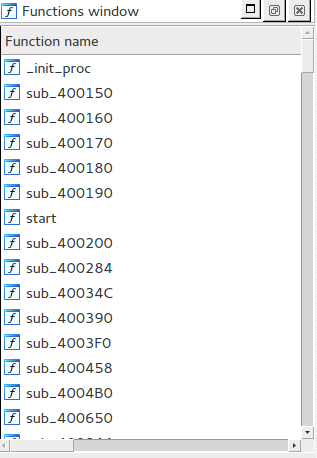 Functions window
Function name
_init_proc
sub_400150
sub_400160
sub_400170
sub_400180
sub_400190
start
sub_400200
sub_400284
sub_40034C
sub_400390
sub_4003F0
sub_400458
sub_4004B0
sub_400650